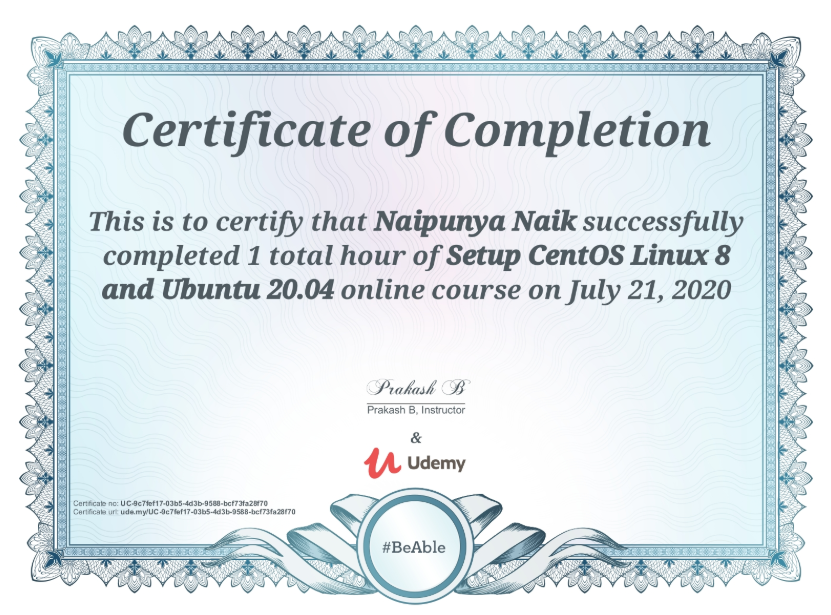 Certificate of Completion
This is to certify that Naipunya Naik successfully
completed 1 total hour of Setup CentOS Linux 8
and Ubuntu 20.04 online course on July 21, 2020
Prakash B
Prakash B, Instructor
&
Udemy
Certificate no: UC-9c7fef17-03b5-4d3b-9588-bcf73fa28f70
Certificate url: ude.my/UC-9c7fef17-03b5-4d3b-9588-bcf73fa28f70
#BeAble